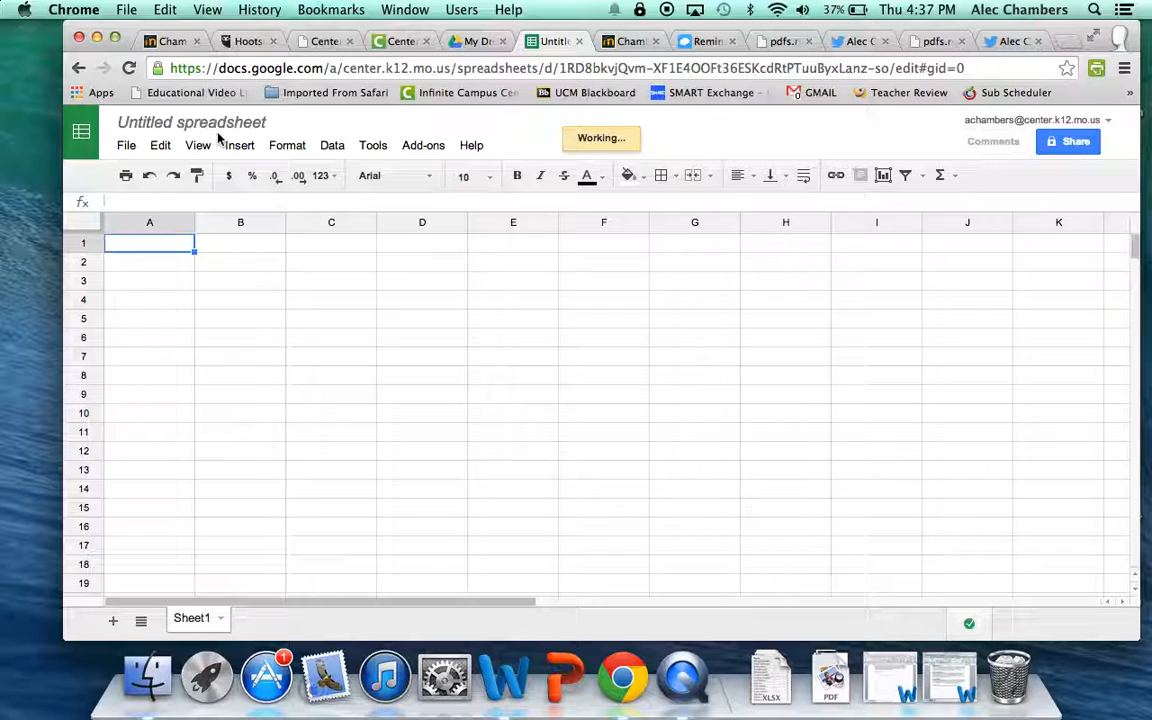 Chrome File Edit View History Bookmarks Window Users Help 37% Thu 4:37 PM Alec Chambers
Cham Hoots Center Center My Dr Untitle Cham Remin pdfs.r Alec C pdfs.r Alec C
https://docs.google.com/a/center.k12.mo.us/spreadsheets/d/1RD8bkvjQvm-XF1E4OOFt36ESKcdRtPTuuByxLanz-so/edit#gid=0
Apps Educational Video Li Imported From Safari Infinite Campus Cen UCM Blackboard SMART Exchange - GMAIL Teacher Review Sub Scheduler »
Untitled spreadsheet
Working...
achambers@center.k12.mo.us
File Edit View Insert Format Data Tools Add-ons Help
Comments Share
$ % .0 .00 123 Arial 10 B I S A Σ
fx
A B C D E F G H I J K
1
2
3
4
5
6
7
8
9
10
11
12
13
14
15
16
17
18
19
+ Sheet1
1
W P XLSX PDF W W